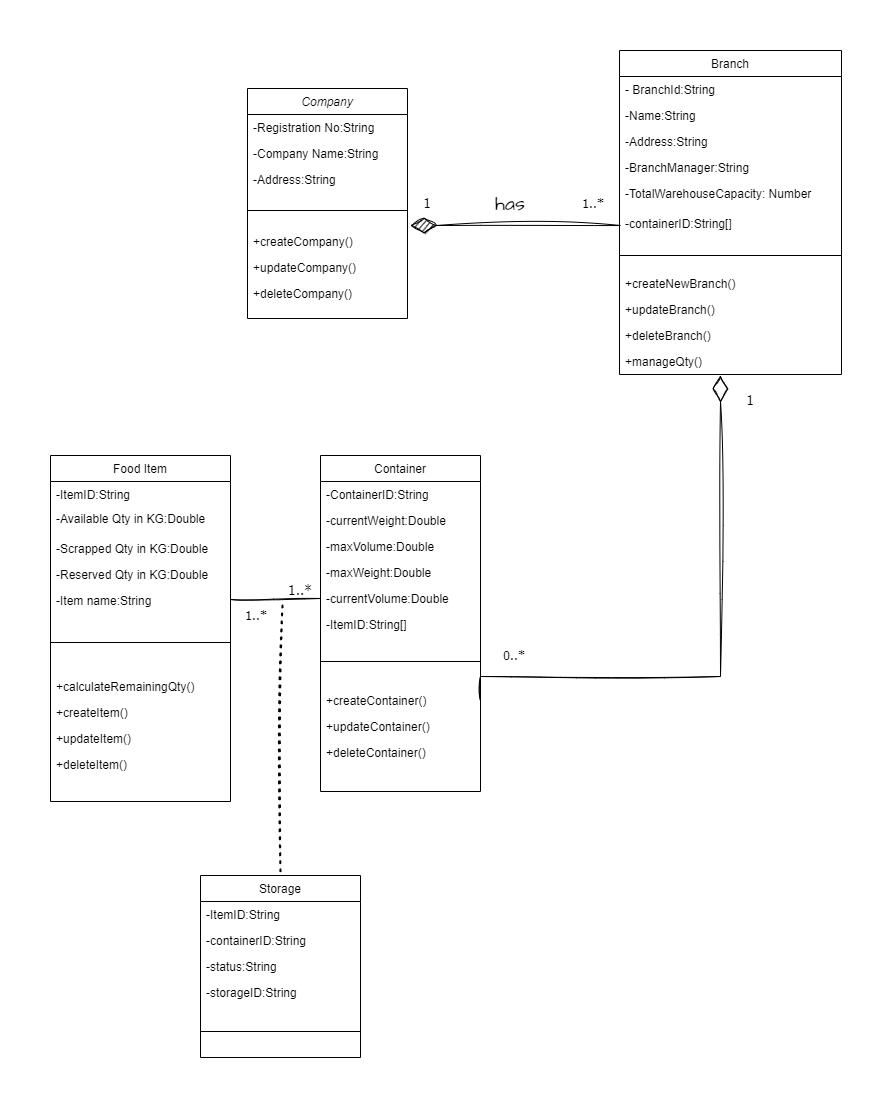 Company
-Registration No:String
-Company Name:String
-Address:String
+createCompany()
+updateCompany()
+deleteCompany()
1
has
1..*
Branch
- BranchId:String
-Name:String
-Address:String
-BranchManager:String
-TotalWarehouseCapacity: Number
-containerID:String[]
+createNewBranch()
+updateBranch()
+deleteBranch()
+manageQty()
1
Food Item
-ItemID:String
-Available Qty in KG:Double
-Scrapped Qty in KG:Double
-Reserved Qty in KG:Double
-Item name:String
+calculateRemainingQty()
+createItem()
+updateItem()
+deleteItem()
1..*
1..*
Container
-ContainerID:String
-currentWeight:Double
-maxVolume:Double
-maxWeight:Double
-currentVolume:Double
-ItemID:String[]
+createContainer()
+updateContainer()
+deleteContainer()
0..*
Storage
-ItemID:String
-containerID:String
-status:String
-storageID:String